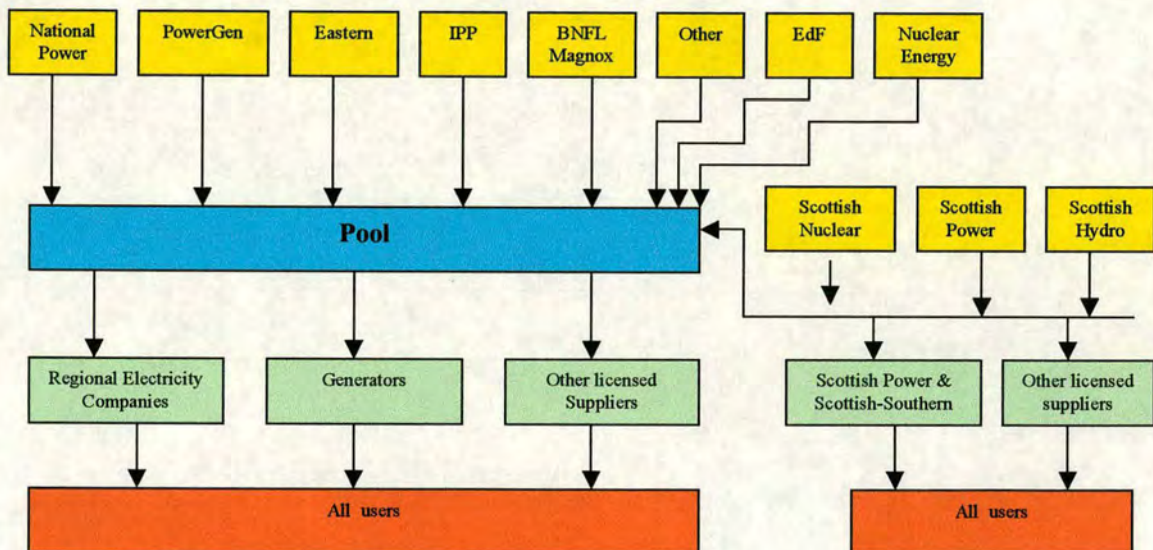 National
Power
PowerGen
Eastern
IPP
BNFL
Magnox
Other
EdF
Nuclear
Energy
Pool
Scottish
Nuclear
Scottish
Power
Scottish
Hydro
Regional Electricity
Companies
Generators
Other licensed
Suppliers
Scottish Power &
Scottish-Southern
Other licensed
suppliers
All users
All users